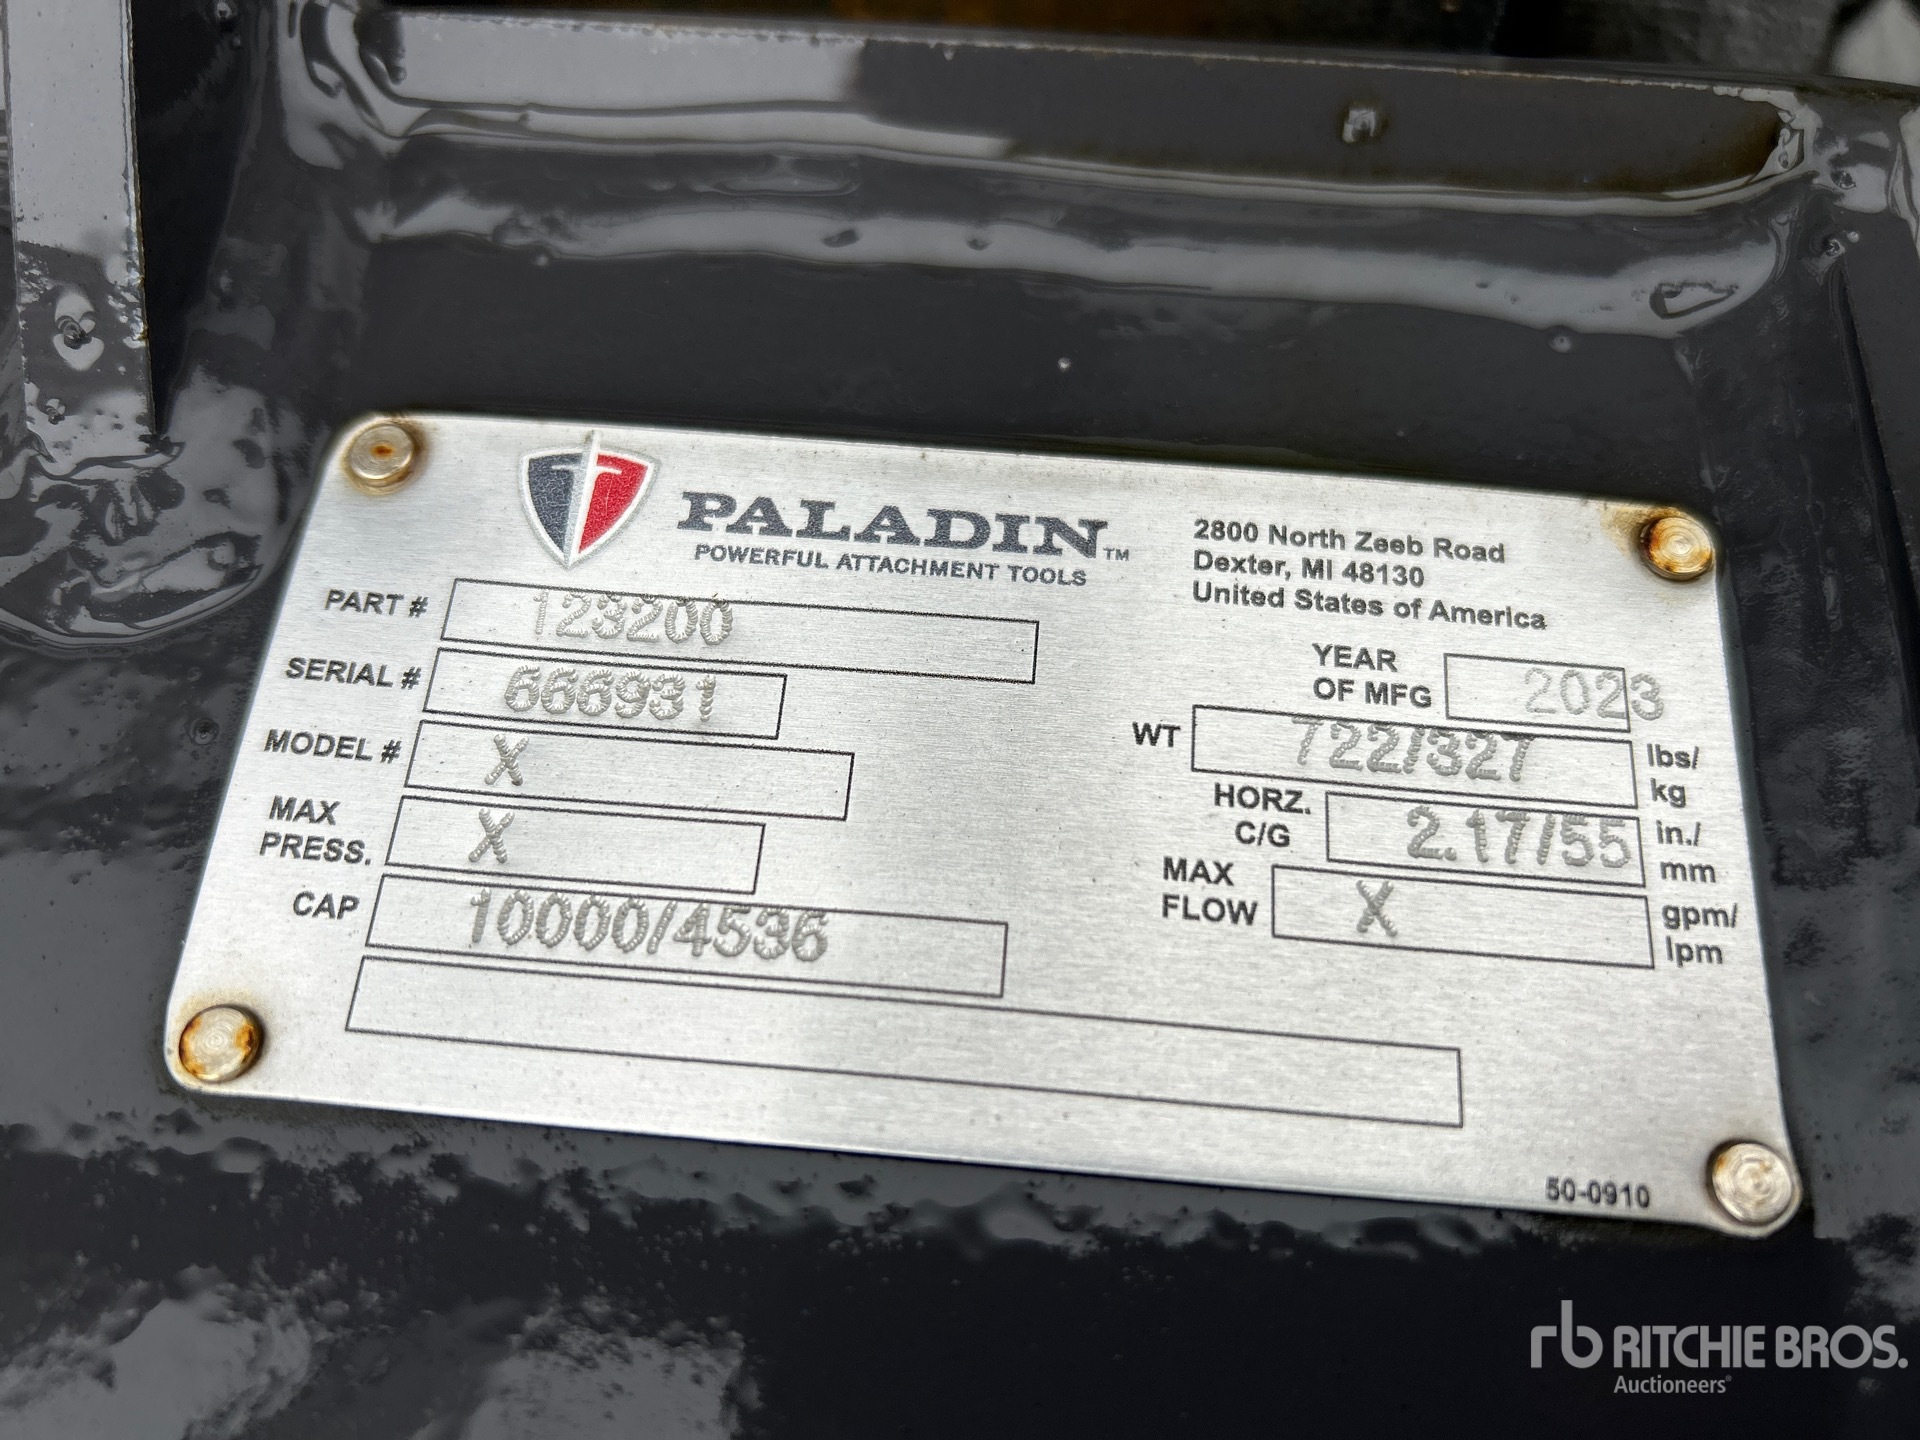 PALADIN™
POWERFUL ATTACHMENT TOOLS
2800 North Zeeb Road
Dexter, MI 48130
United States of America
PART # 123200
SERIAL # 666931
MODEL # X
MAX
PRESS. X
CAP 10000/4536
YEAR
OF MFG 2023
WT 722/327 lbs/
kg
HORZ.
C/G 2.17/55 in./
mm
MAX
FLOW X gpm/
lpm
50-0910
rb RITCHIE BROS.
Auctioneers®